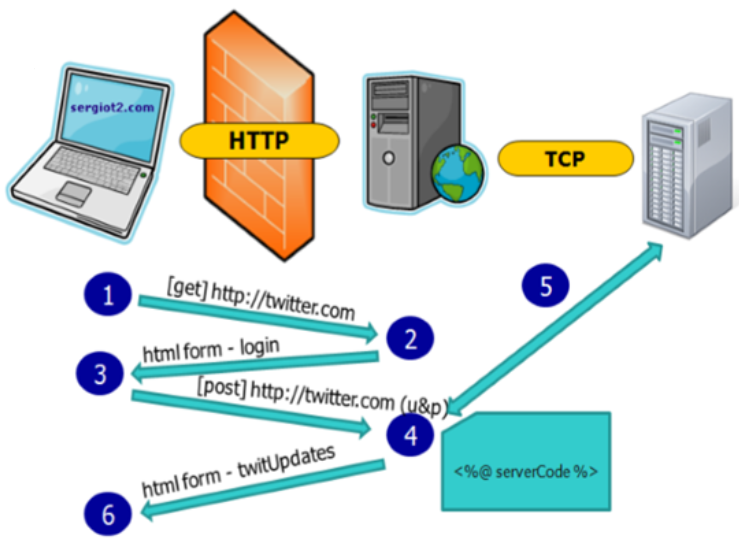 sergiot2.com
HTTP
TCP
5
1
[get] http://twitter.com
2
html form - login
3
[post] http://twitter.com (u&p)
4
<%@ serverCode %>
html form - twitUpdates
6